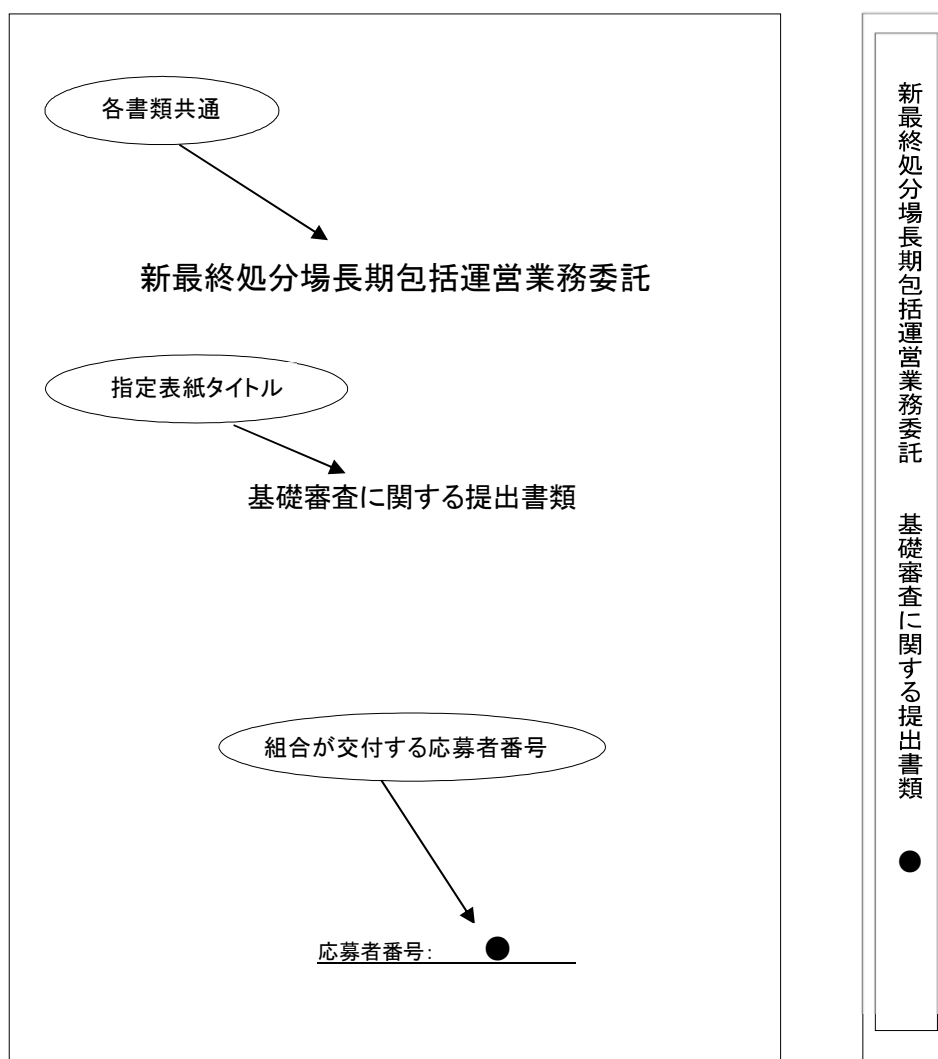 各書類共通
新最終処分場長期包括運営業務委託
指定表紙タイトル
基礎審査に関する提出書類
組合が交付する応募者番号
応募者番号: ●
新最終処分場長期包括運営業務委託 基礎審査に関する提出書類 ●